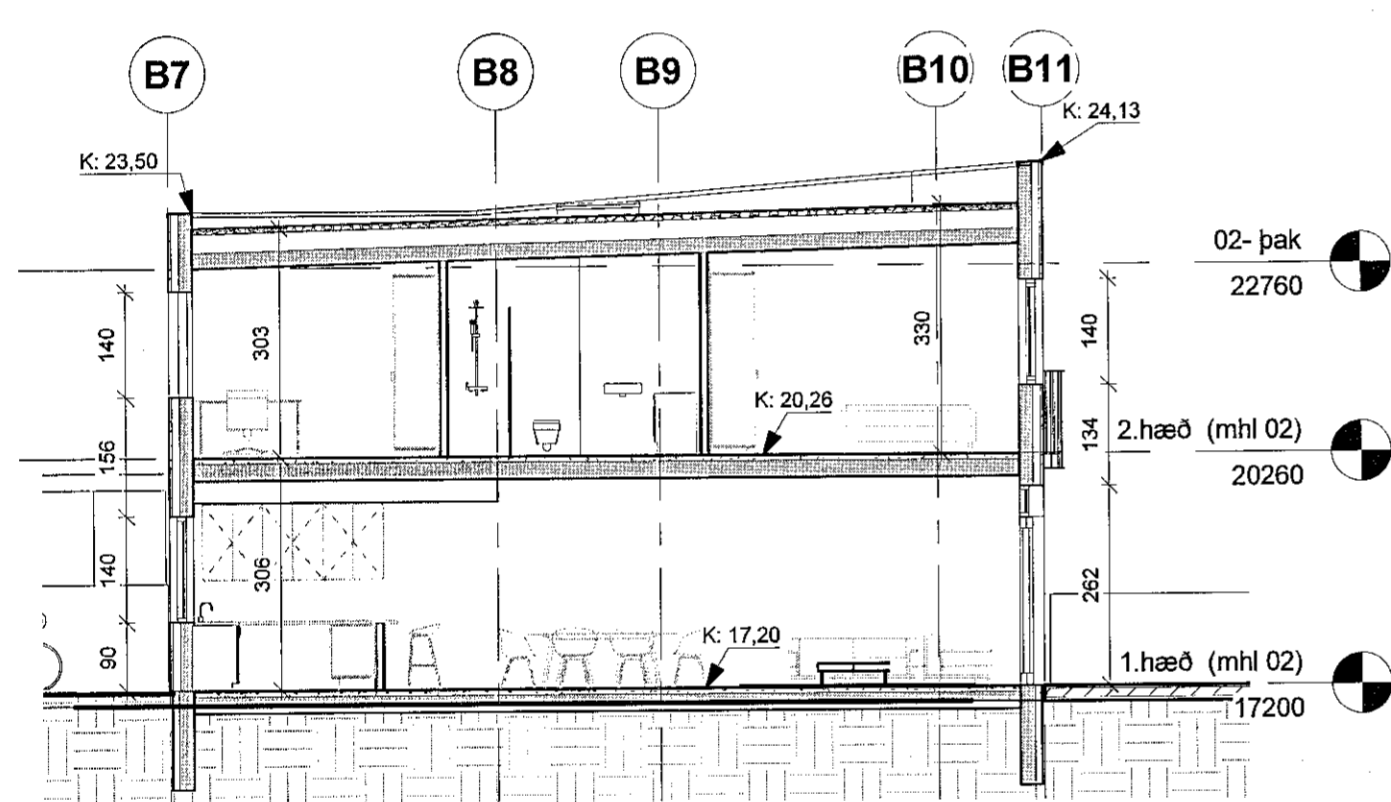 B7
B8
B9
B10
B11
K: 24,13
K: 23,50
02- þak
22760
140
303
330
140
K: 20,26
156
134
2.hæð (mhl 02)
20260
140
306
262
K: 17,20
90
1.hæð (mhl 02)
17200